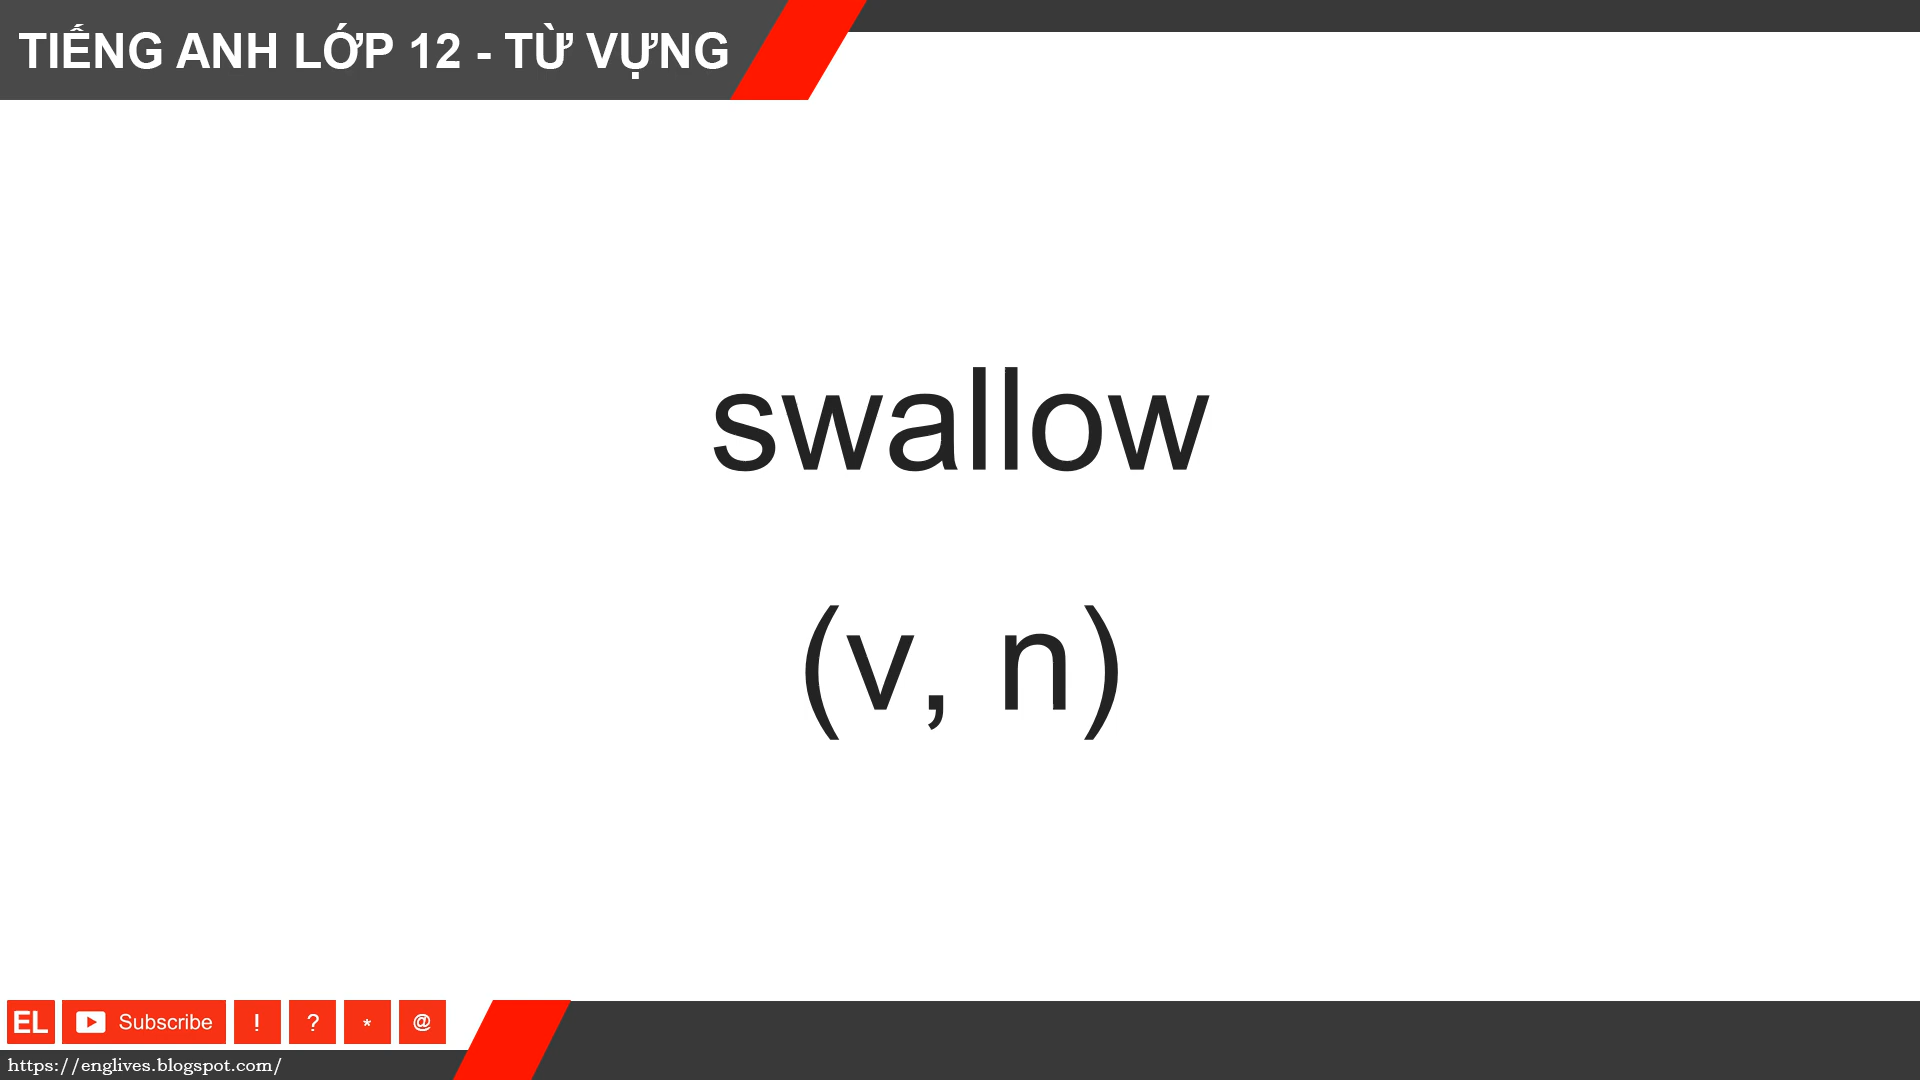 TIẾNG ANH LỚP 12 - TỪ VỰNG
swallow
(v, n)
EL Subscribe ! ? * @
https://englives.blogspot.com/